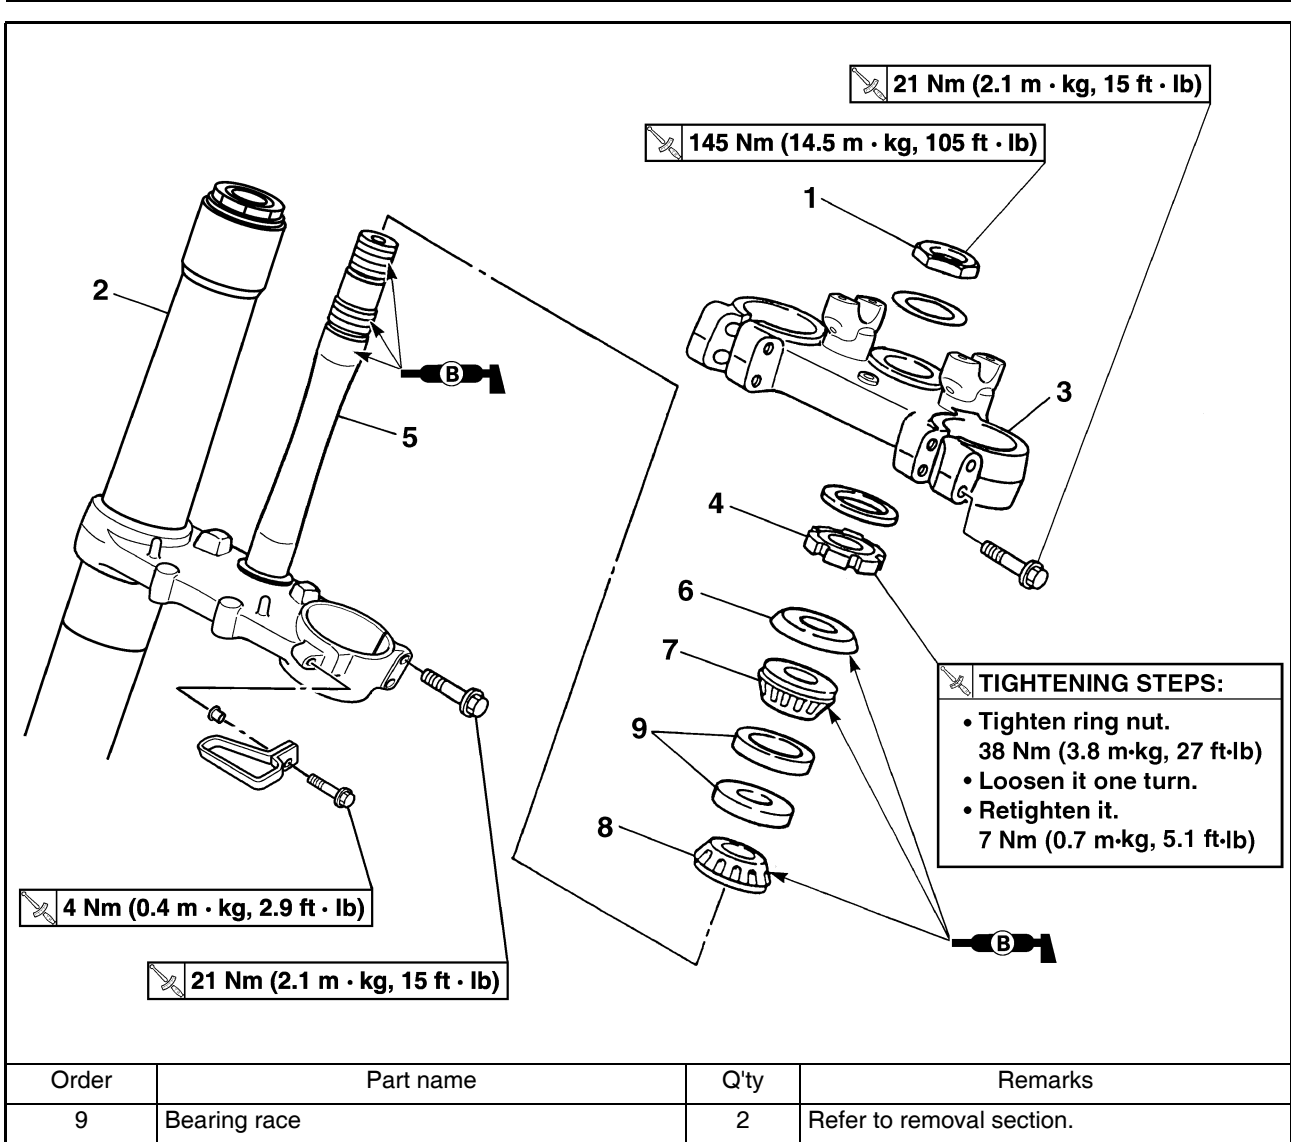 21 Nm (2.1 m · kg, 15 ft · lb)
145 Nm (14.5 m · kg, 105 ft · lb)
1
2
B
3
5
4
6
7
TIGHTENING STEPS:
• Tighten ring nut.
38 Nm (3.8 m·kg, 27 ft·lb)
• Loosen it one turn.
• Retighten it.
7 Nm (0.7 m·kg, 5.1 ft·lb)
9
8
4 Nm (0.4 m · kg, 2.9 ft · lb)
B
21 Nm (2.1 m · kg, 15 ft · lb)
Order Part name Q'ty Remarks
9 Bearing race 2 Refer to removal section.